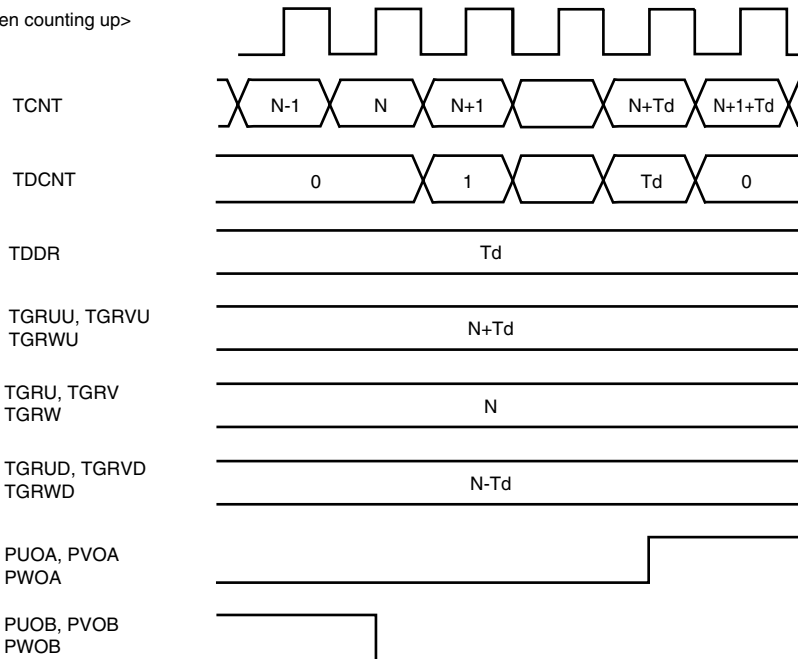 en counting up>
TCNT N-1 N N+1 N+Td N+1+Td
TDCNT 0 1 Td 0
TDDR Td
TGRUU, TGRVU
TGRWU
N+Td
TGRU, TGRV
TGRW
N
TGRUD, TGRVD
TGRWD
N-Td
PUOA, PVOA
PWOA
PUOB, PVOB
PWOB